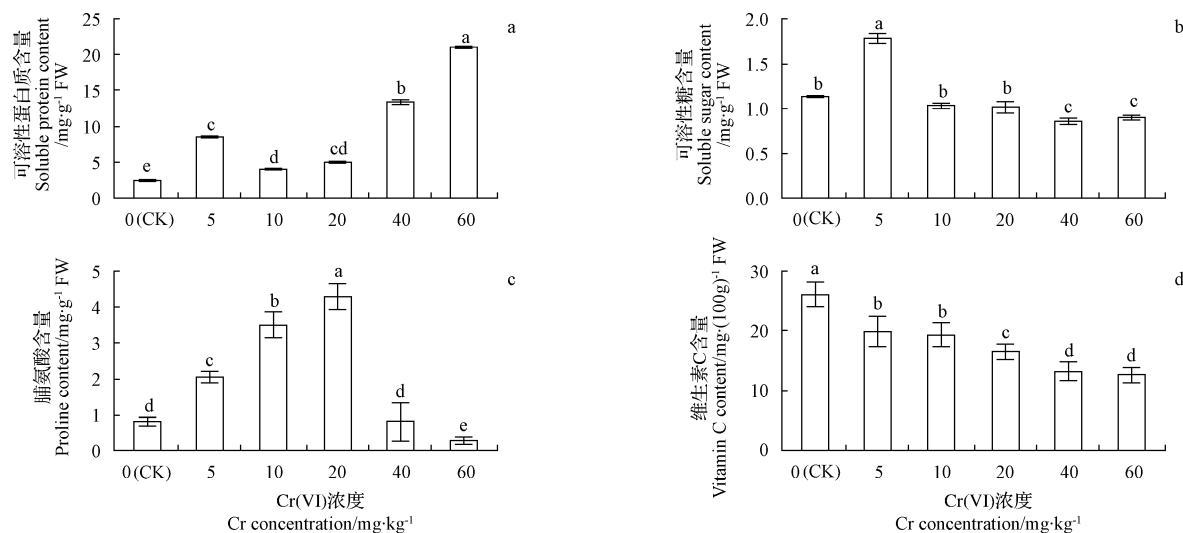 可溶性蛋白质含量
Soluble protein content
/mg·g⁻¹ FW
25
20
15
10
5
0
e
c
d
cd
b
a
a
0(CK) 5 10 20 40 60
可溶性糖含量
Soluble sugar content
/mg·g⁻¹ FW
2.0
1.5
1.0
0.5
0.0
b
a
b
b
c
c
b
0(CK) 5 10 20 40 60
脯氨酸含量
Proline content/mg·g⁻¹ FW
5
4
3
2
1
0
d
c
b
a
d
e
c
0(CK) 5 10 20 40 60
Cr(VI)浓度
Cr concentration/mg·kg⁻¹
维生素C含量
Vitamin C content/mg·(100g)⁻¹ FW
30
20
10
0
a
b
b
c
d
d
d
0(CK) 5 10 20 40 60
Cr(VI)浓度
Cr concentration/mg·kg⁻¹